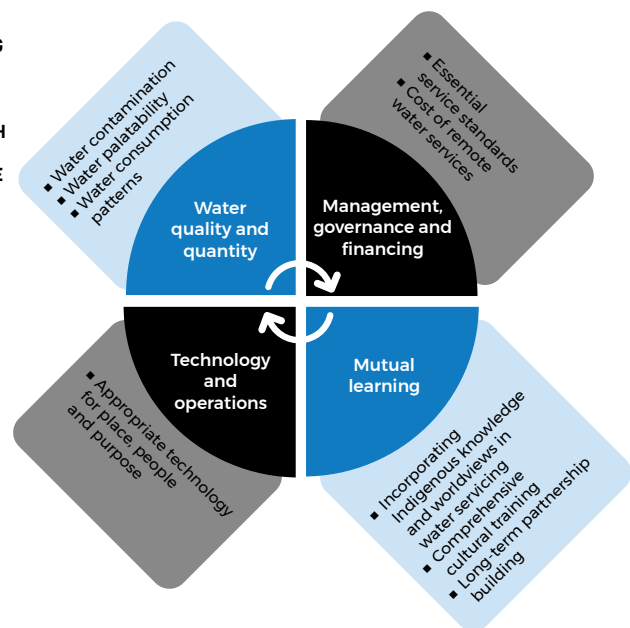 G
H
E
▪ Water contamination
▪ Water palatability
▪ Water consumption
patterns
Water
quality and
quantity
▪ Essential
service standards
▪ Cost of remote
water services
Management,
governance and
financing
Technology
and
operations
▪ Appropriate technology
for place, people
and purpose
Mutual
learning
▪ Incorporating
Indigenous knowledge
and worldviews in
water servicing
▪ Comprehensive
cultural training
▪ Long-term partnership
building